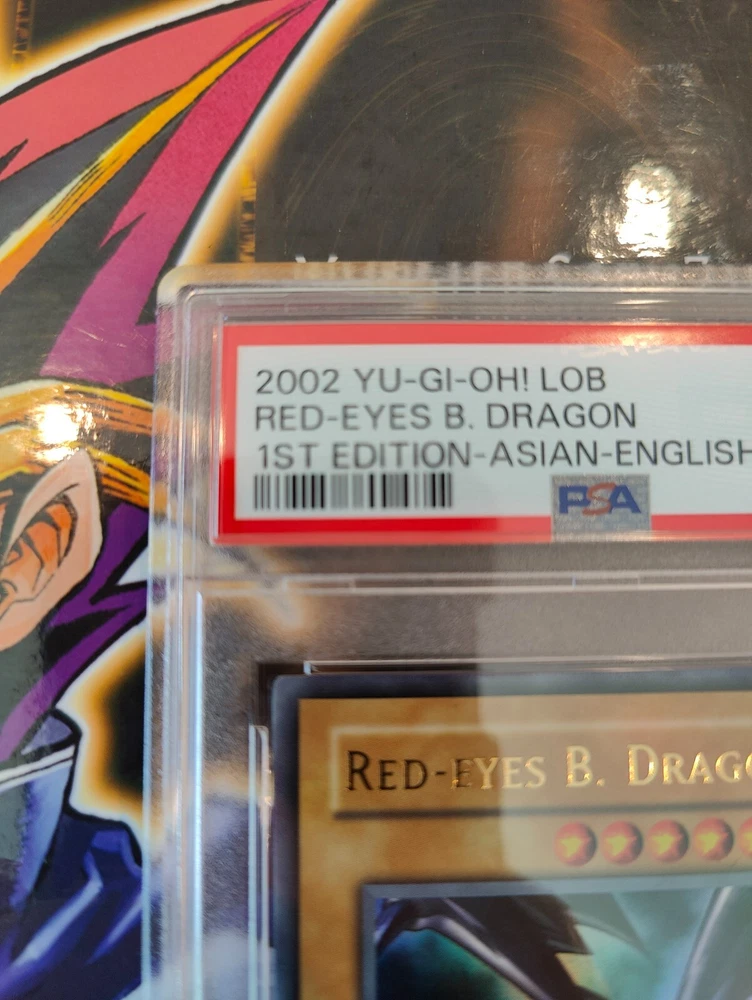 2002 YU-GI-OH! LOB
RED-EYES B. DRAGON
1ST EDITION-ASIAN-ENGLISH
PSA
RED-EYES B. DRAGO